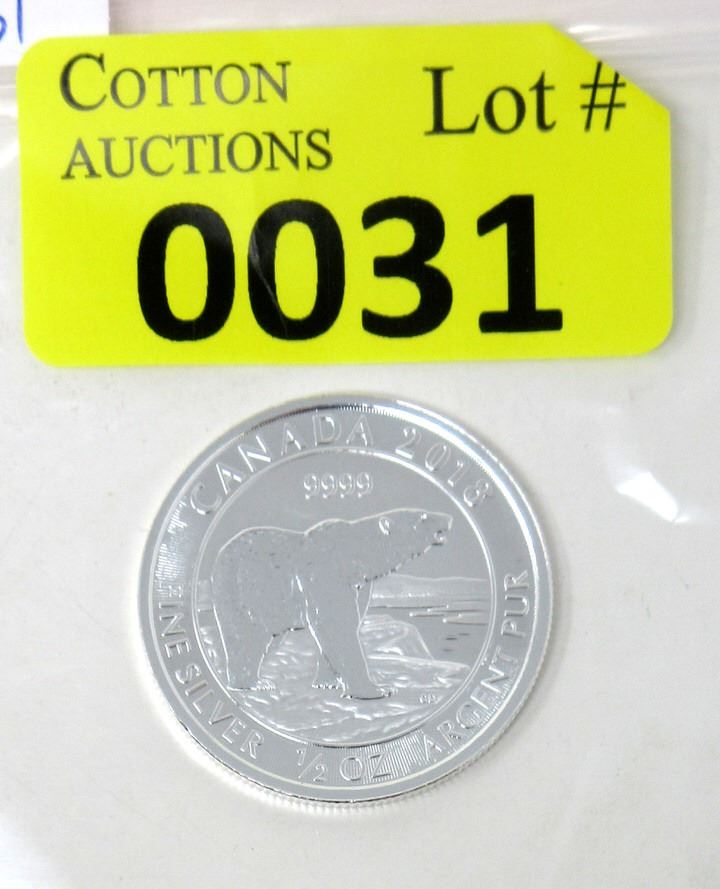 COTTON
AUCTIONS
Lot #
0031
CANADA 2018
9999
FINE SILVER 1/2 OZ ARGENT PUR